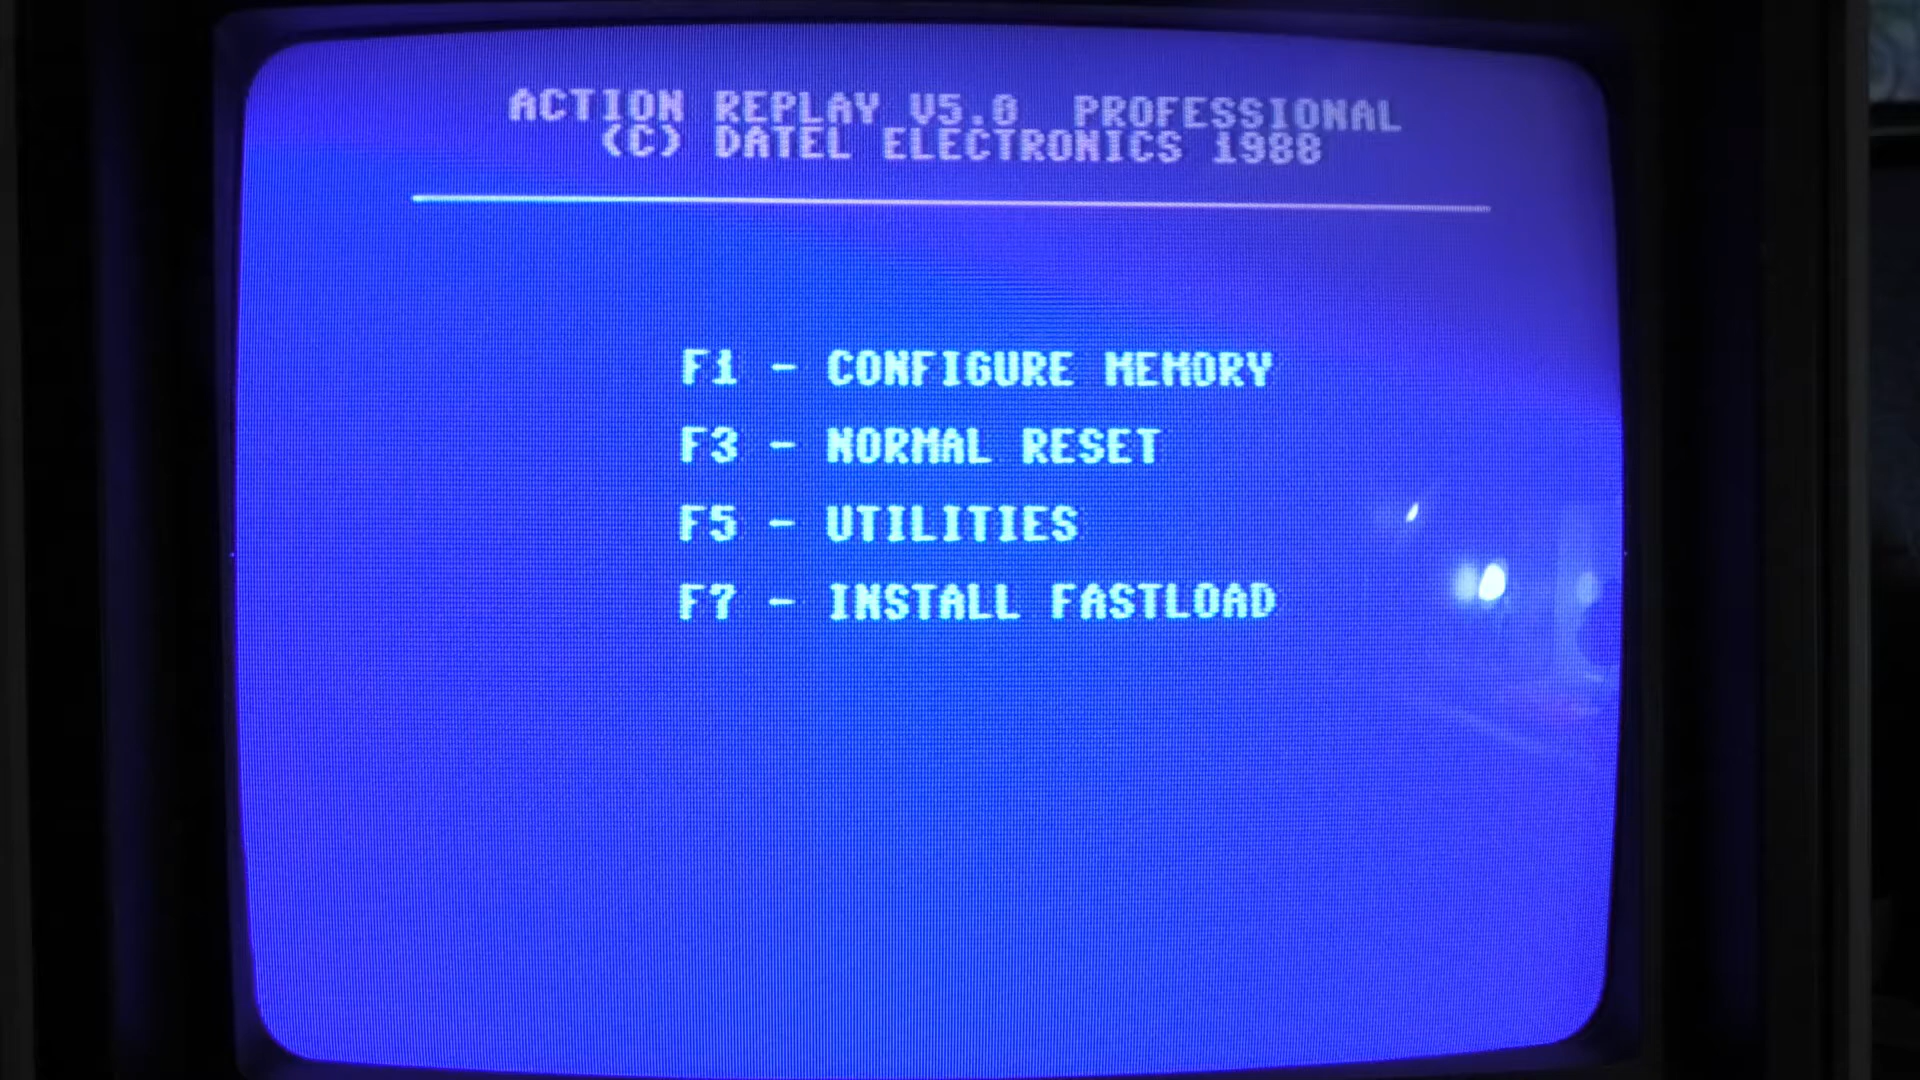 ACTION REPLAY V5.0 PROFESSIONAL
(C) DATEL ELECTRONICS 1988
F1 - CONFIGURE MEMORY
F3 - NORMAL RESET
F5 - UTILITIES
F7 - INSTALL FASTLOAD